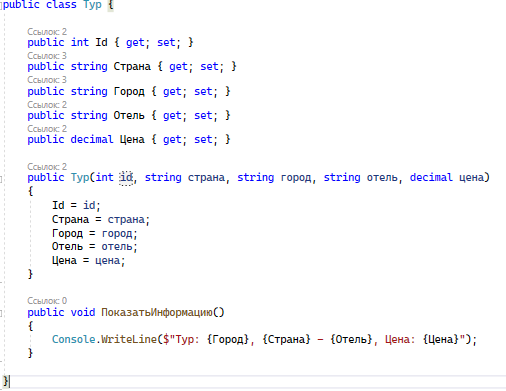 public class Тур {
Ссылок: 2
public int Id { get; set; }
Ссылок: 3
public string Страна { get; set; }
Ссылок: 3
public string Город { get; set; }
Ссылок: 2
public string Отель { get; set; }
Ссылок: 2
public decimal Цена { get; set; }
Ссылок: 2
public Тур(int id, string страна, string город, string отель, decimal цена)
{
Id = id;
Страна = страна;
Город = город;
Отель = отель;
Цена = цена;
}
Ссылок: 0
public void ПоказатьИнформацию()
{
Console.WriteLine($"Тур: {Город}, {Страна} – {Отель}, Цена: {Цена}");
}
}